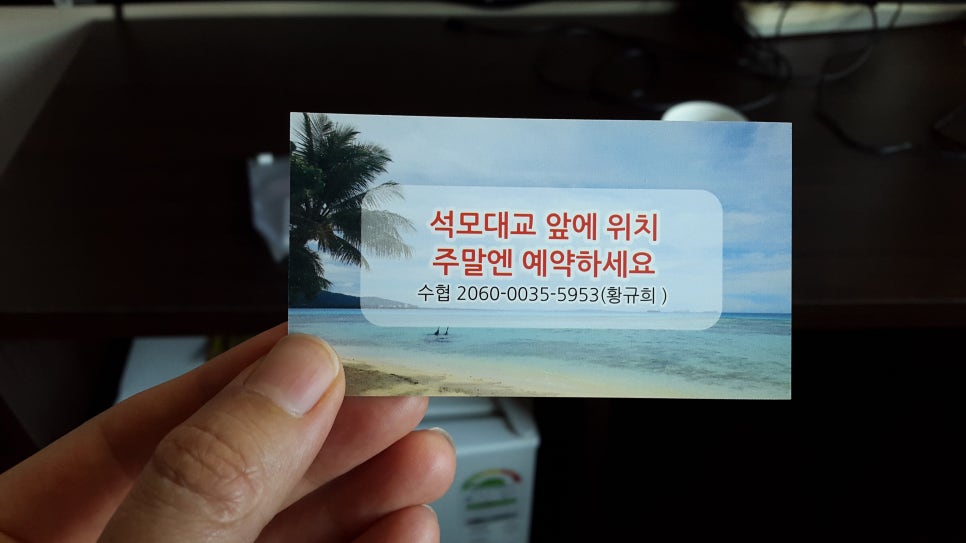 석모대교 앞에 위치
주말엔 예약하세요
수협 2060-0035-5953(황규희 )